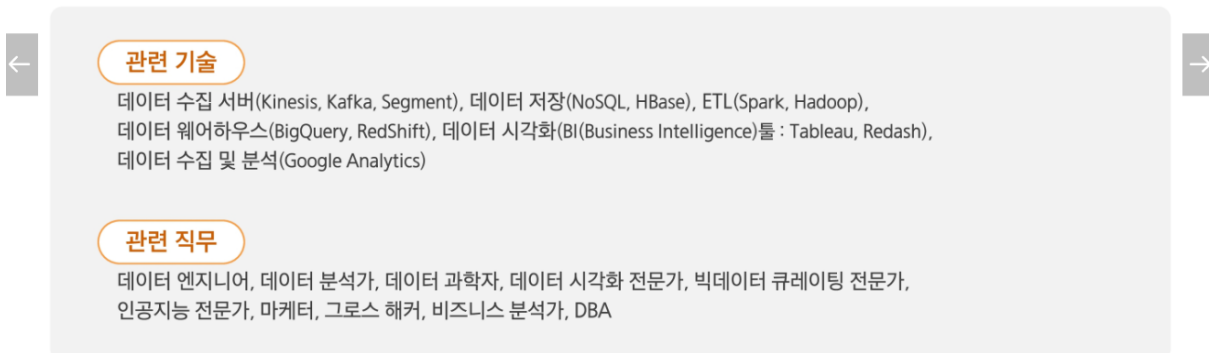 관련 기술
데이터 수집 서버(Kinesis, Kafka, Segment), 데이터 저장(NoSQL, HBase), ETL(Spark, Hadoop),
데이터 웨어하우스(BigQuery, RedShift), 데이터 시각화(BI(Business Intelligence)툴 : Tableau, Redash),
데이터 수집 및 분석(Google Analytics)
관련 직무
데이터 엔지니어, 데이터 분석가, 데이터 과학자, 데이터 시각화 전문가, 빅데이터 큐레이팅 전문가,
인공지능 전문가, 마케터, 그로스 해커, 비즈니스 분석가, DBA